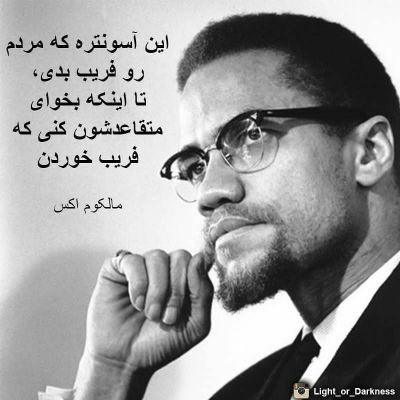 این آسونتره که مردم
رو فریب بدی،
تا اینکه بخوای
متقاعدشون کنی که
فریب خوردن
مالکوم اکس
Light_or_Darkness